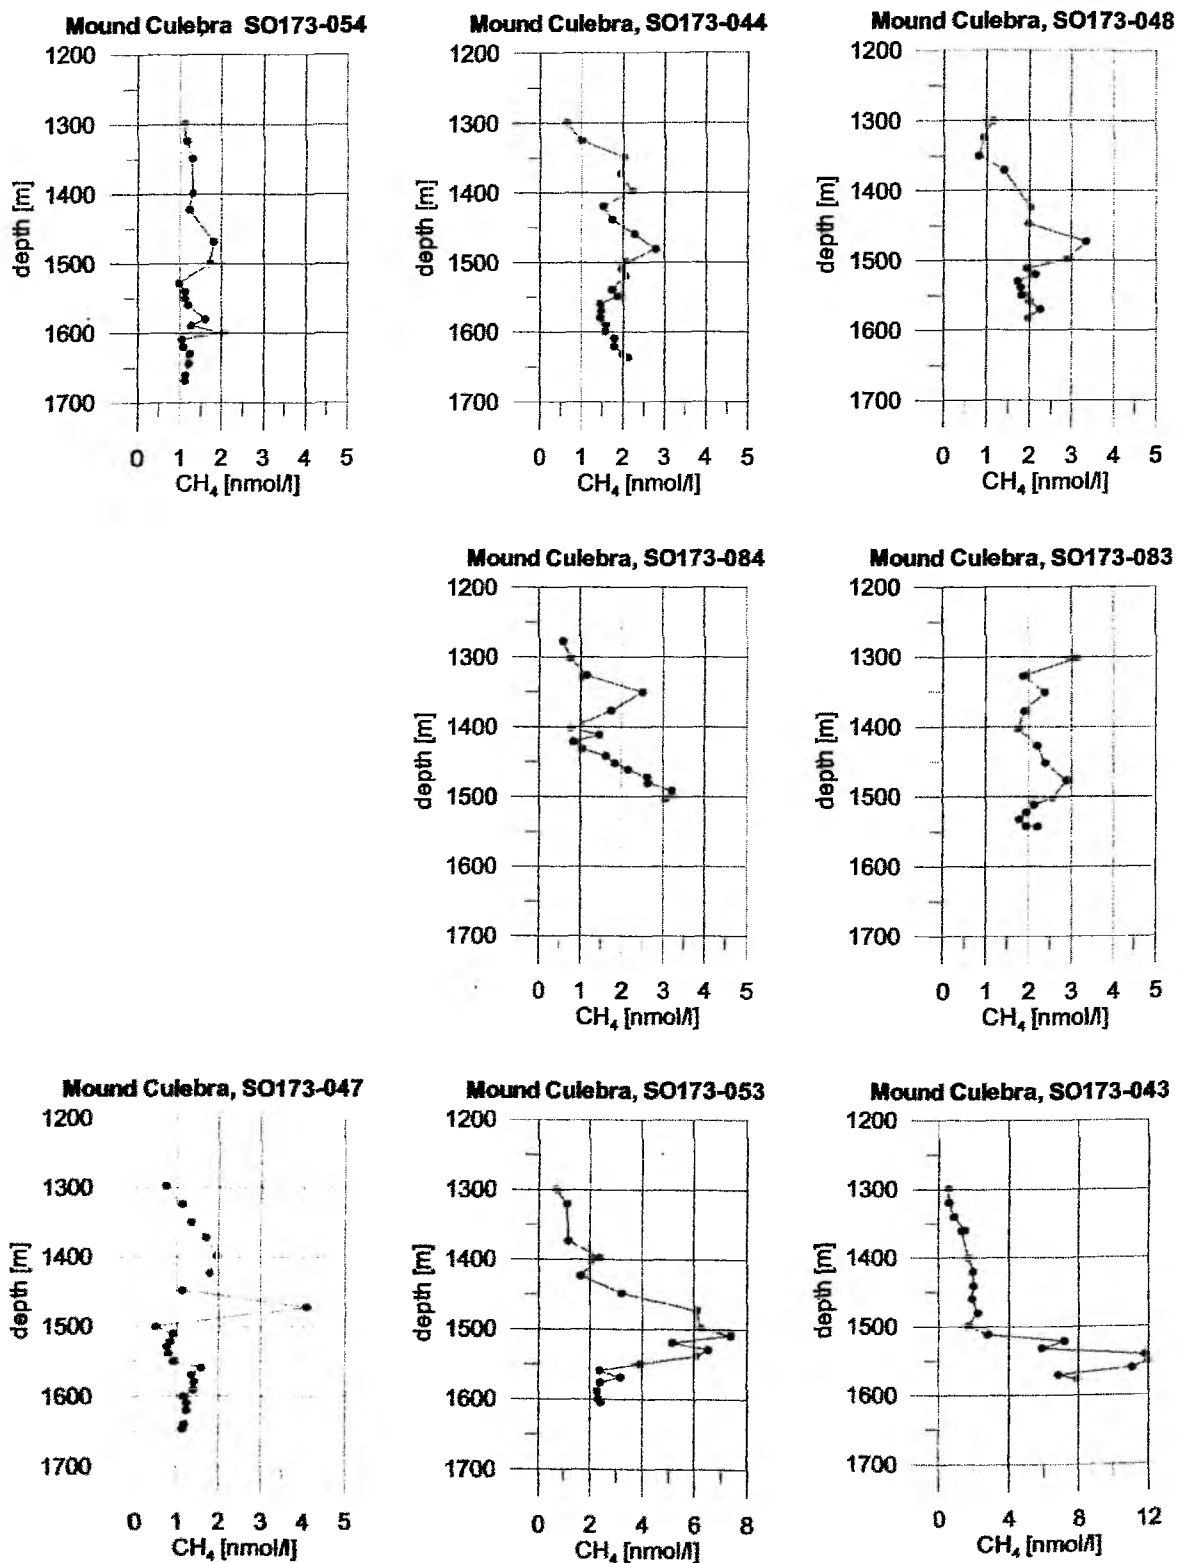 Mound Culebra SO173-054
1200
1300
1400
1500
1600
1700
depth [m]
0 1 2 3 4 5
CH₄ [nmol/l]
Mound Culebra, SO173-044
1200
1300
1400
1500
1600
1700
depth [m]
0 1 2 3 4 5
CH₄ [nmol/l]
Mound Culebra, SO173-048
1200
1300
1400
1500
1600
1700
depth [m]
0 1 2 3 4 5
CH₄ [nmol/l]
Mound Culebra, SO173-084
1200
1300
1400
1500
1600
1700
depth [m]
0 1 2 3 4 5
CH₄ [nmol/l]
Mound Culebra, SO173-083
1200
1300
1400
1500
1600
1700
depth [m]
0 1 2 3 4 5
CH₄ [nmol/l]
Mound Culebra, SO173-047
1200
1300
1400
1500
1600
1700
depth [m]
0 1 2 3 4 5
CH₄ [nmol/l]
Mound Culebra, SO173-053
1200
1300
1400
1500
1600
1700
depth [m]
0 2 4 6 8
CH₄ [nmol/l]
Mound Culebra, SO173-043
1200
1300
1400
1500
1600
1700
depth [m]
0 4 8 12
CH₄ [nmol/l]